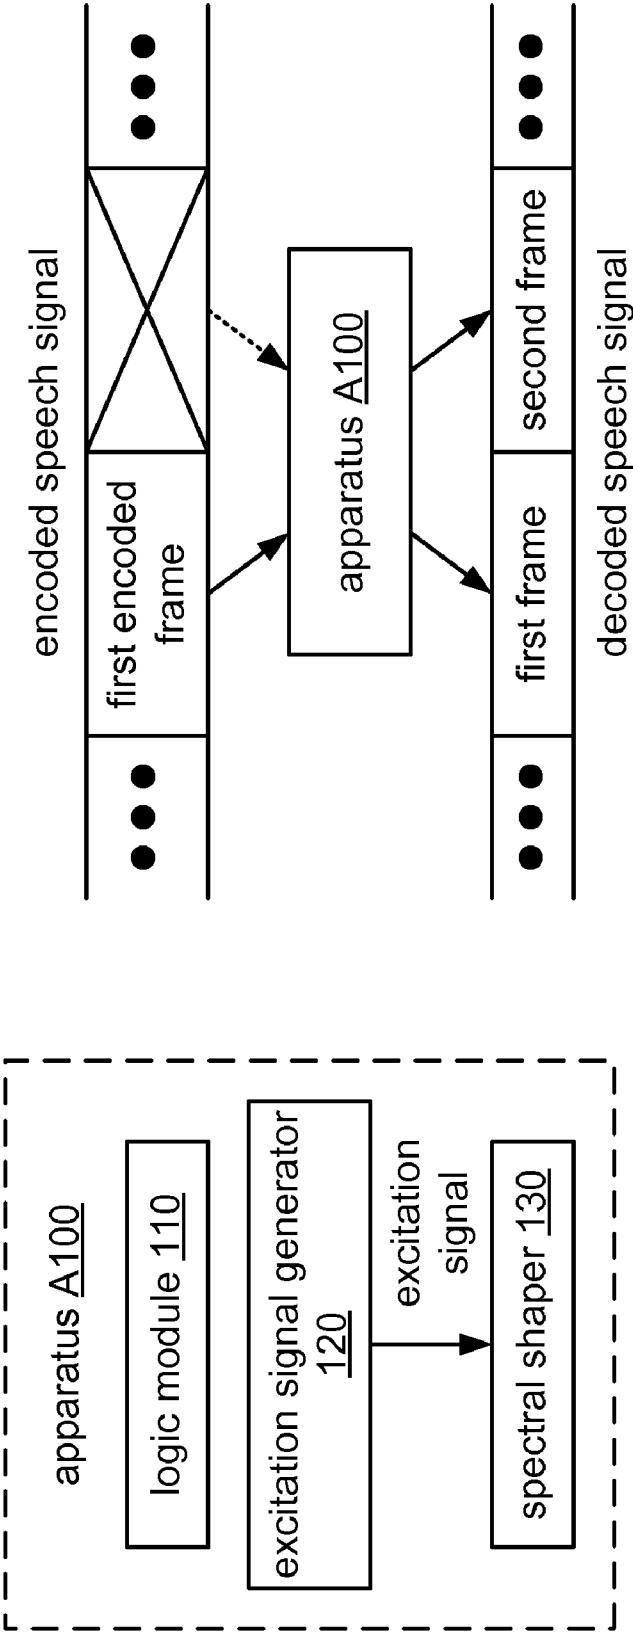 apparatus A100
logic module 110
excitation signal generator
120
excitation
signal
spectral shaper 130
encoded speech signal
first encoded
frame
apparatus A100
first frame
second frame
decoded speech signal